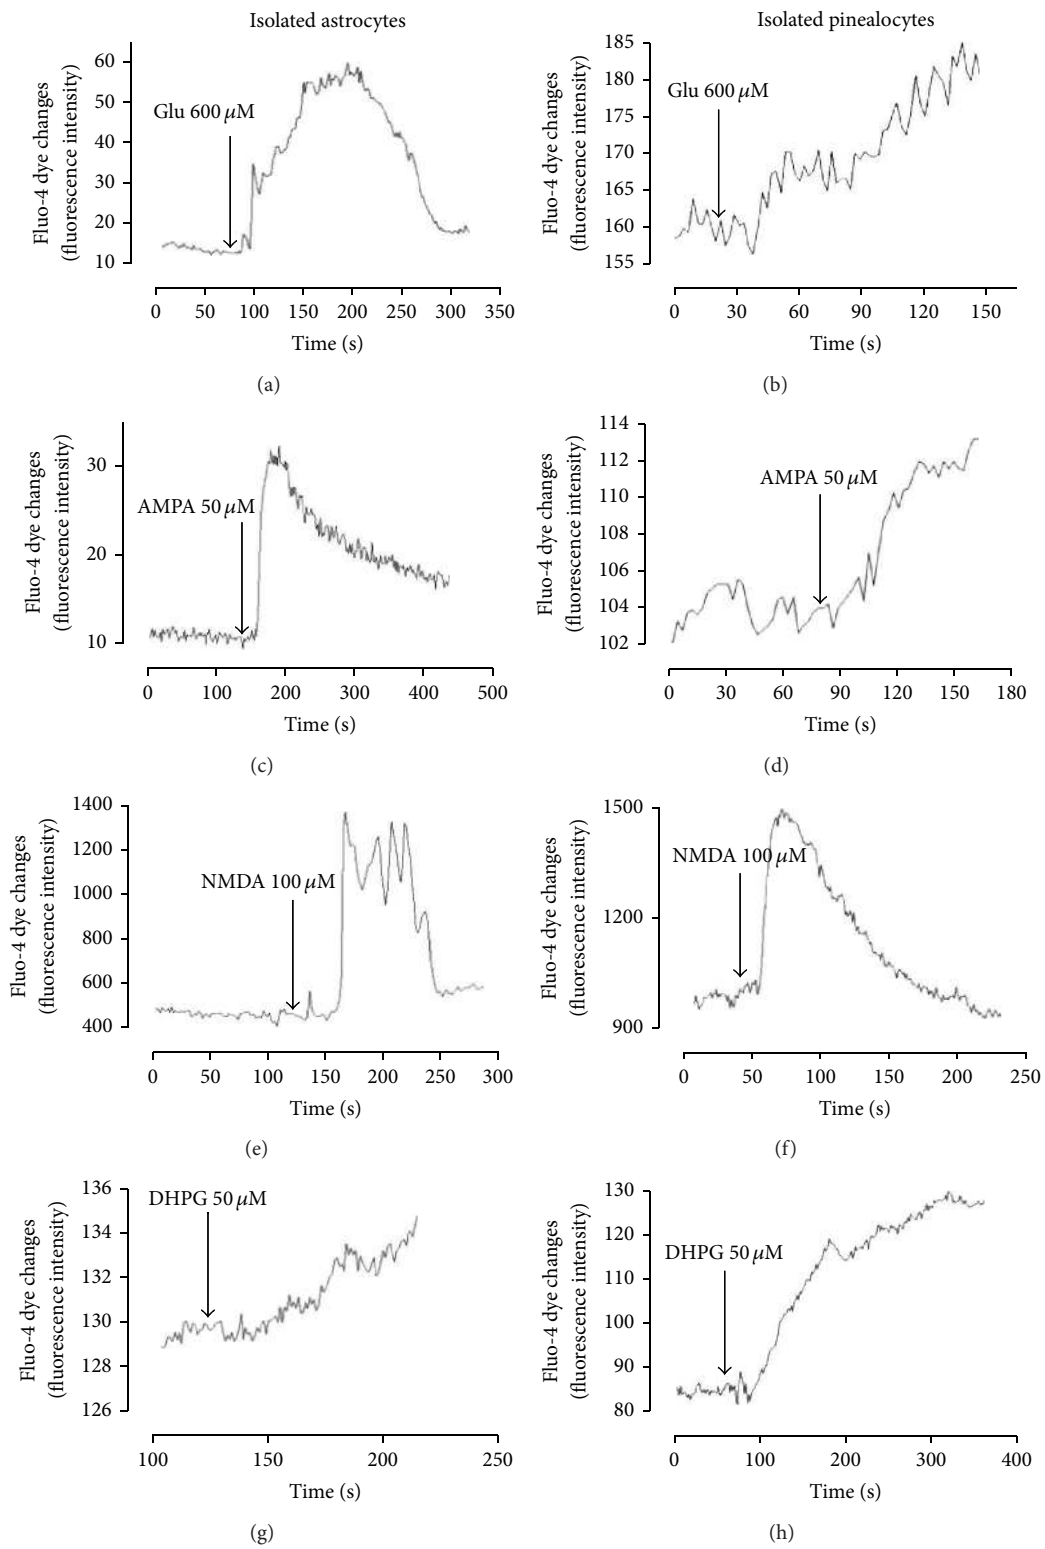 Isolated astrocytes
Isolated pinealocytes
Fluo-4 dye changes
(fluorescence intensity)
60
50
40
30
20
10
Glu 600 μM
0 50 100 150 200 250 300 350
Time (s)
(a)
Fluo-4 dye changes
(fluorescence intensity)
185
180
175
170
165
160
155
Glu 600 μM
0 30 60 90 120 150
Time (s)
(b)
Fluo-4 dye changes
(fluorescence intensity)
30
20
10
AMPA 50 μM
0 100 200 300 400 500
Time (s)
(c)
Fluo-4 dye changes
(fluorescence intensity)
114
112
110
108
106
104
102
AMPA 50 μM
0 30 60 90 120 150 180
Time (s)
(d)
Fluo-4 dye changes
(fluorescence intensity)
1400
1200
1000
800
600
400
NMDA 100 μM
0 50 100 150 200 250 300
Time (s)
(e)
Fluo-4 dye changes
(fluorescence intensity)
1500
1200
900
NMDA 100 μM
0 50 100 150 200 250
Time (s)
(f)
Fluo-4 dye changes
(fluorescence intensity)
136
134
132
130
128
126
DHPG 50 μM
100 150 200 250
Time (s)
(g)
Fluo-4 dye changes
(fluorescence intensity)
130
120
110
100
90
80
DHPG 50 μM
0 100 200 300 400
Time (s)
(h)